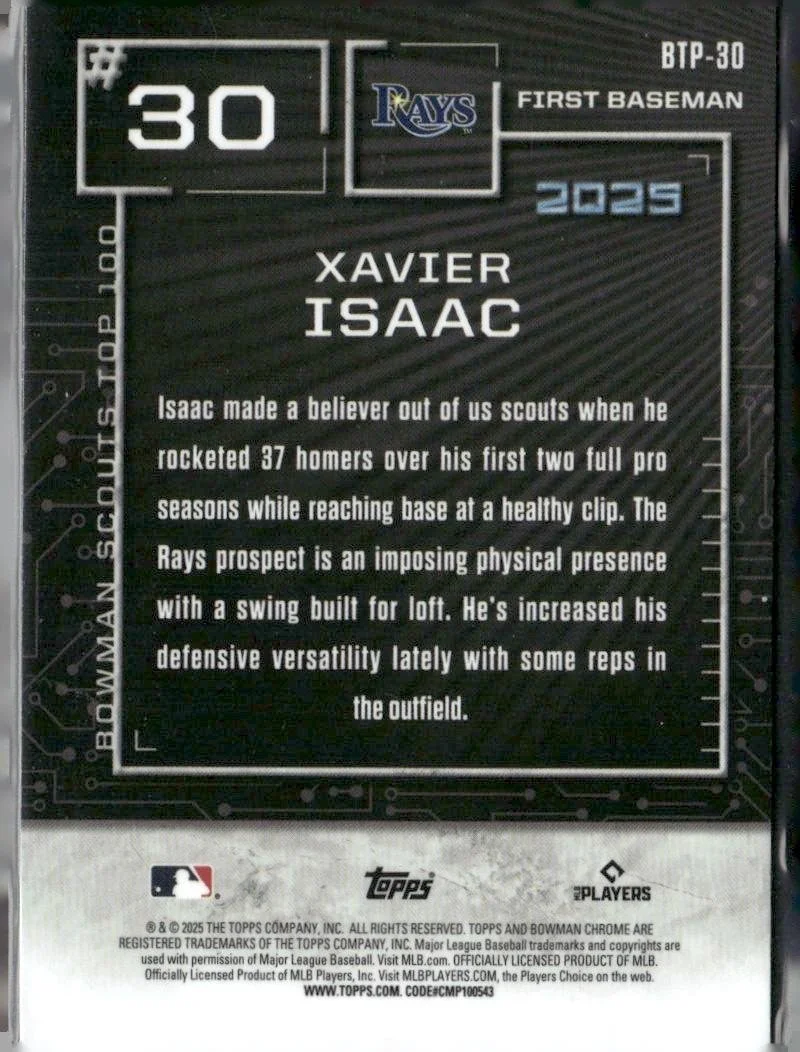 #30
RAYS
BTP-30
FIRST BASEMAN
2025
BOWMAN SCOUTS TOP 100
XAVIER
ISAAC
Isaac made a believer out of us scouts when he
rocketed 37 homers over his first two full pro
seasons while reaching base at a healthy clip. The
Rays prospect is an imposing physical presence
with a swing built for loft. He's increased his
defensive versatility lately with some reps in
the outfield.
topps
MLB PLAYERS
® & © 2025 THE TOPPS COMPANY, INC. ALL RIGHTS RESERVED. TOPPS AND BOWMAN CHROME ARE
REGISTERED TRADEMARKS OF THE TOPPS COMPANY, INC. Major League Baseball trademarks and copyrights are
used with permission of Major League Baseball. Visit MLB.com. OFFICIALLY LICENSED PRODUCT OF MLB.
Officially Licensed Product of MLB Players, Inc. Visit MLBPLAYERS.COM, the Players Choice on the web.
WWW.TOPPS.COM. CODE#CMP100543